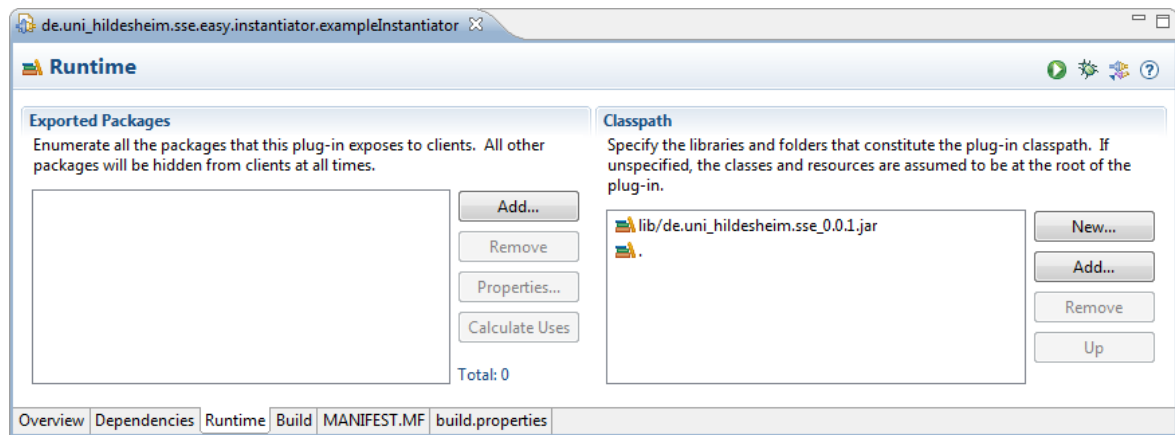 de.uni_hildesheim.sse.easy.instantiator.exampleInstantiator
Runtime
Exported Packages
Enumerate all the packages that this plug-in exposes to clients. All other
packages will be hidden from clients at all times.
Add...
Remove
Properties...
Calculate Uses
Total: 0
Classpath
Specify the libraries and folders that constitute the plug-in classpath. If
unspecified, the classes and resources are assumed to be at the root of the
plug-in.
lib/de.uni_hildesheim.sse_0.0.1.jar
.
New...
Add...
Remove
Up
Overview Dependencies Runtime Build MANIFEST.MF build.properties